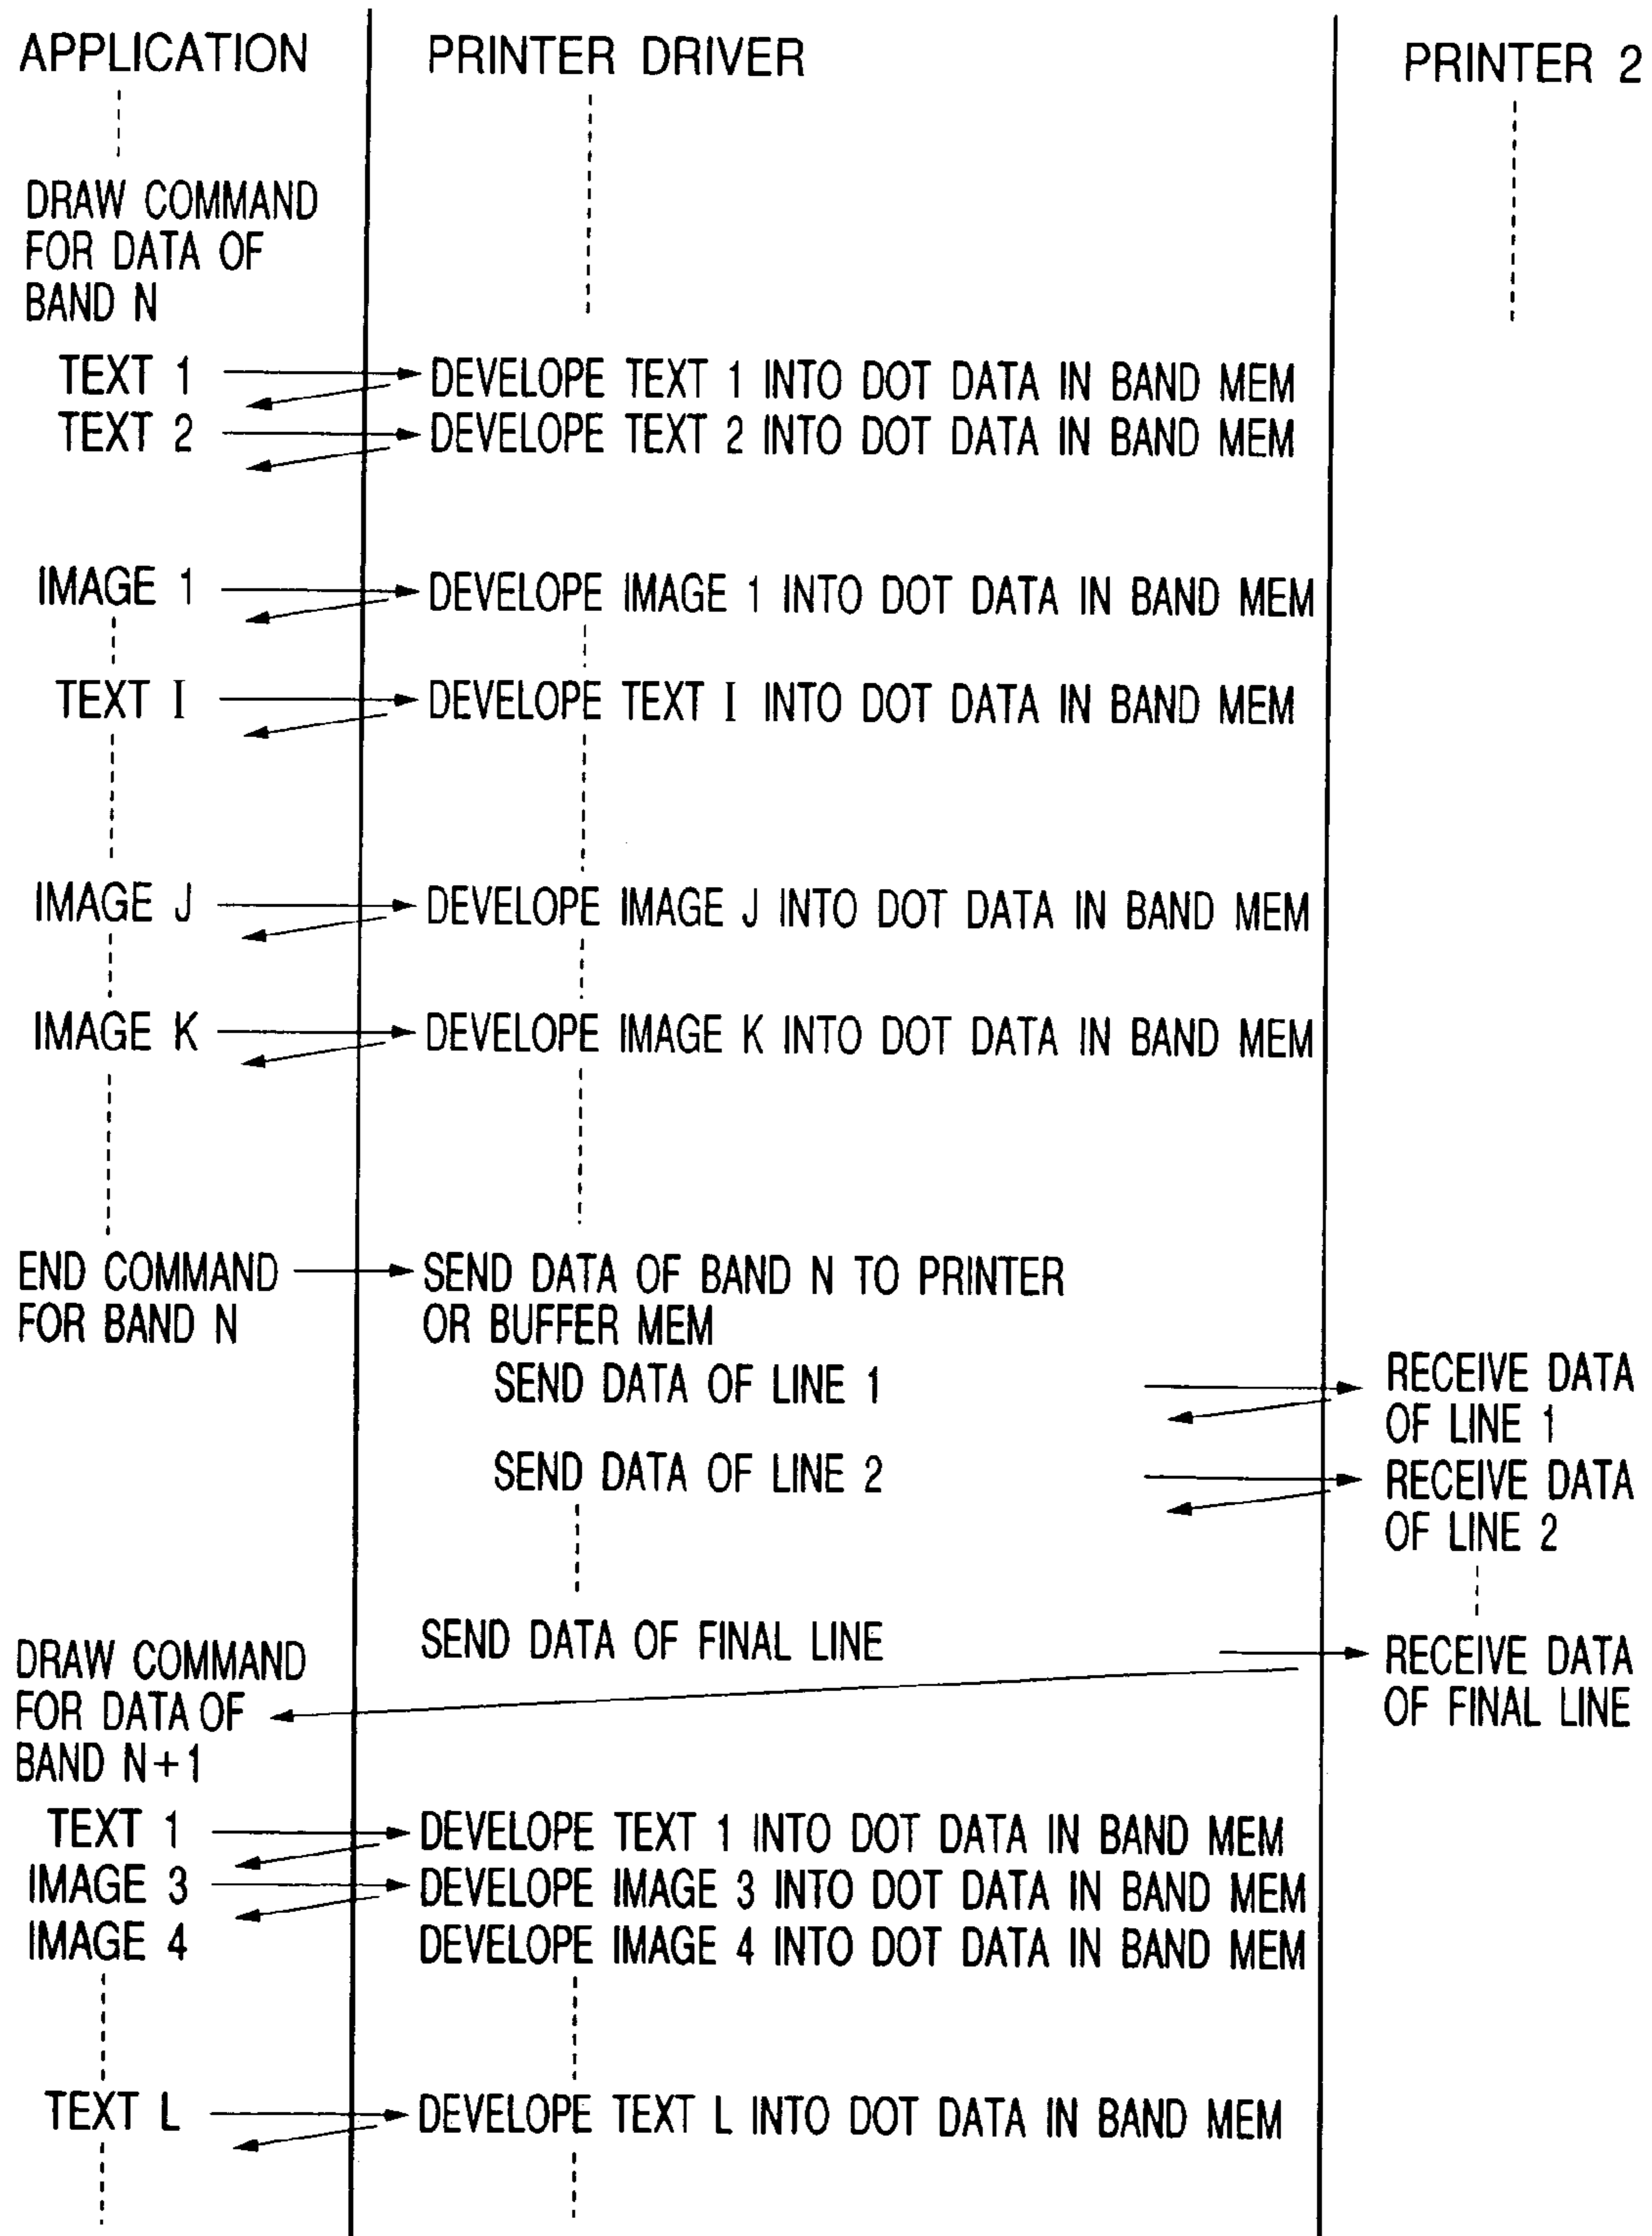 APPLICATION
PRINTER DRIVER
PRINTER 2
DRAW COMMAND
FOR DATA OF
BAND N
TEXT 1
DEVELOPE TEXT 1 INTO DOT DATA IN BAND MEM
TEXT 2
DEVELOPE TEXT 2 INTO DOT DATA IN BAND MEM
IMAGE 1
DEVELOPE IMAGE 1 INTO DOT DATA IN BAND MEM
TEXT I
DEVELOPE TEXT I INTO DOT DATA IN BAND MEM
IMAGE J
DEVELOPE IMAGE J INTO DOT DATA IN BAND MEM
IMAGE K
DEVELOPE IMAGE K INTO DOT DATA IN BAND MEM
END COMMAND
FOR BAND N
SEND DATA OF BAND N TO PRINTER
OR BUFFER MEM
SEND DATA OF LINE 1
RECEIVE DATA
OF LINE 1
SEND DATA OF LINE 2
RECEIVE DATA
OF LINE 2
SEND DATA OF FINAL LINE
RECEIVE DATA
OF FINAL LINE
DRAW COMMAND
FOR DATA OF
BAND N+1
TEXT 1
DEVELOPE TEXT 1 INTO DOT DATA IN BAND MEM
IMAGE 3
DEVELOPE IMAGE 3 INTO DOT DATA IN BAND MEM
IMAGE 4
DEVELOPE IMAGE 4 INTO DOT DATA IN BAND MEM
TEXT L
DEVELOPE TEXT L INTO DOT DATA IN BAND MEM